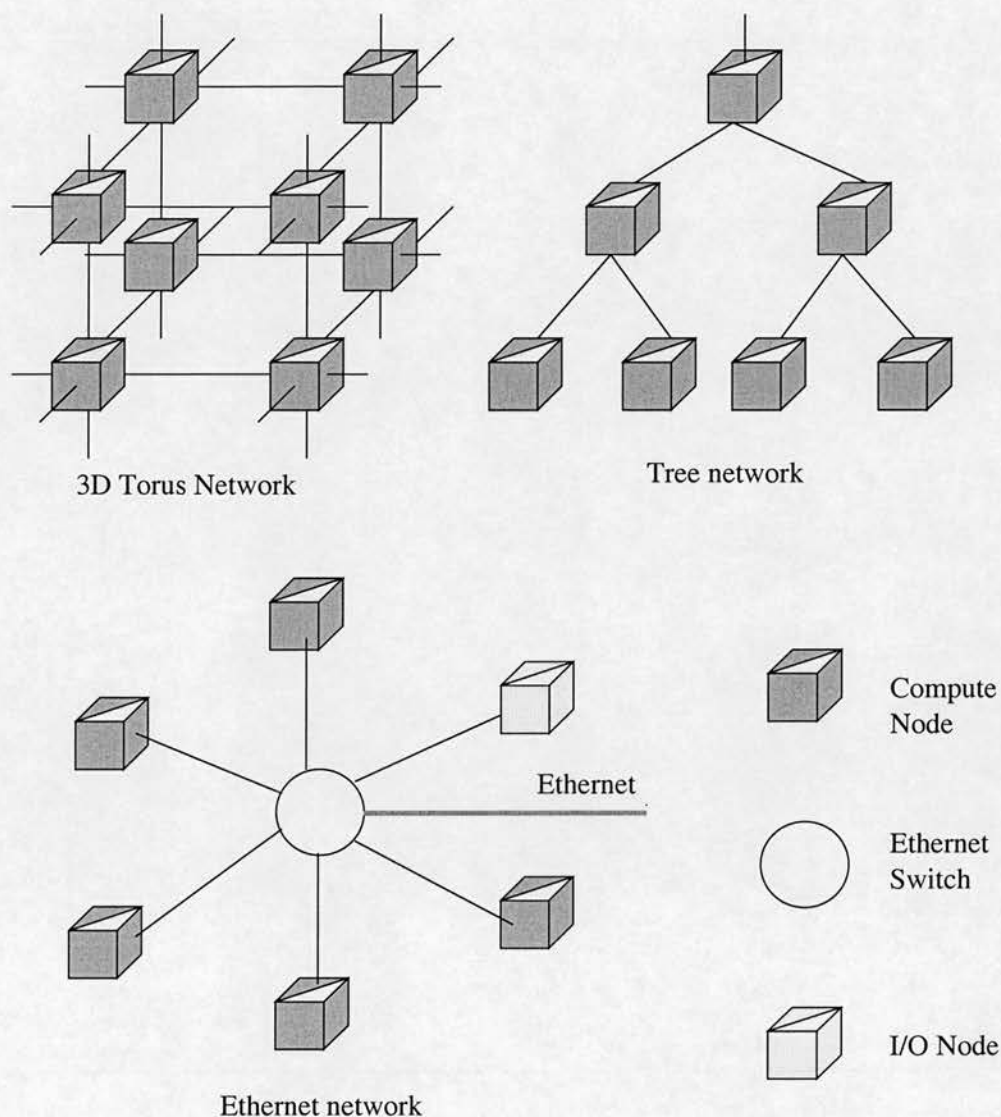 3D Torus Network
Tree network
Ethernet
Compute
Node
Ethernet
Switch
I/O Node
Ethernet network